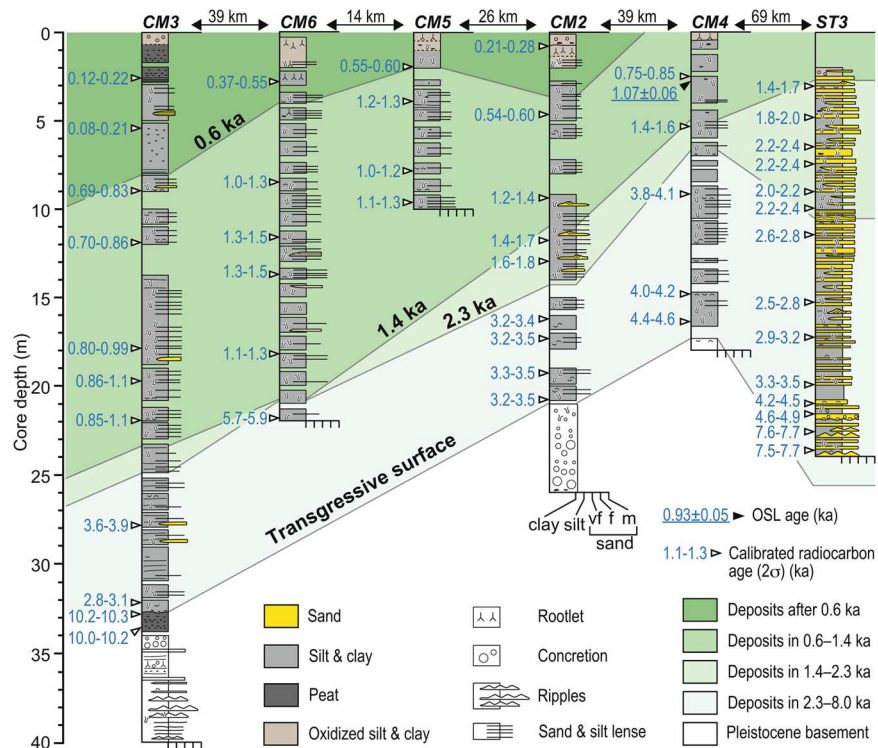 CM3 39 km CM6 14 km CM5 26 km CM2 39 km CM4 69 km ST3
Core depth (m)
0
5
10
15
20
25
30
35
40
0.12-0.22
0.08-0.21
0.69-0.83
0.70-0.86
0.80-0.99
0.86-1.1
0.85-1.1
3.6-3.9
2.8-3.1
10.2-10.3
10.0-10.2
0.37-0.55
1.0-1.3
1.3-1.5
1.3-1.5
1.1-1.3
5.7-5.9
0.55-0.60
1.2-1.3
1.0-1.2
1.1-1.3
0.21-0.28
0.54-0.60
1.2-1.4
1.4-1.7
1.6-1.8
3.2-3.4
3.2-3.5
3.3-3.5
3.2-3.5
0.75-0.85
1.07±0.06
1.4-1.6
3.8-4.1
4.0-4.2
4.4-4.6
1.4-1.7
1.8-2.0
2.2-2.4
2.2-2.4
2.0-2.2
2.2-2.4
2.6-2.8
2.5-2.8
2.9-3.2
3.3-3.5
4.2-4.5
4.6-4.9
7.6-7.7
7.5-7.7
0.6 ka
1.4 ka
2.3 ka
Transgressive surface
clay silt vf f m
sand
0.93±0.05 OSL age (ka)
1.1-1.3 Calibrated radiocarbon
age (2σ) (ka)
Sand
Silt & clay
Peat
Oxidized silt & clay
Rootlet
Concretion
Ripples
Sand & silt lense
Deposits after 0.6 ka
Deposits in 0.6–1.4 ka
Deposits in 1.4–2.3 ka
Deposits in 2.3–8.0 ka
Pleistocene basement